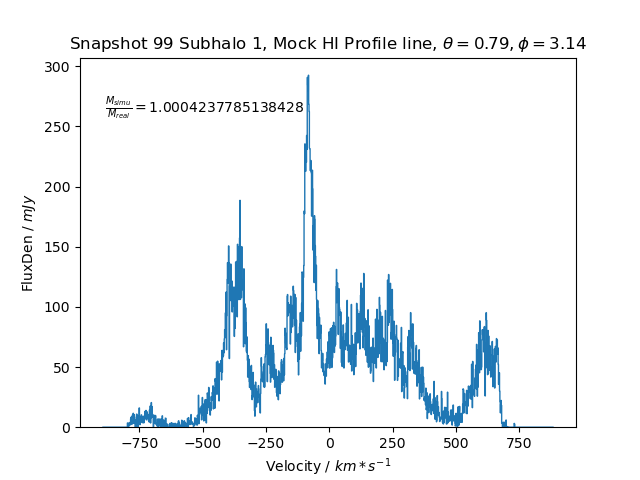 Snapshot 99 Subhalo 1, Mock HI Profile line, θ = 0.79, ϕ = 3.14
300
250
200
150
100
50
0
FluxDen / mJy
M_simu/M_real = 1.0004237785138428
−750 −500 −250 0 250 500 750
Velocity / km * s⁻¹